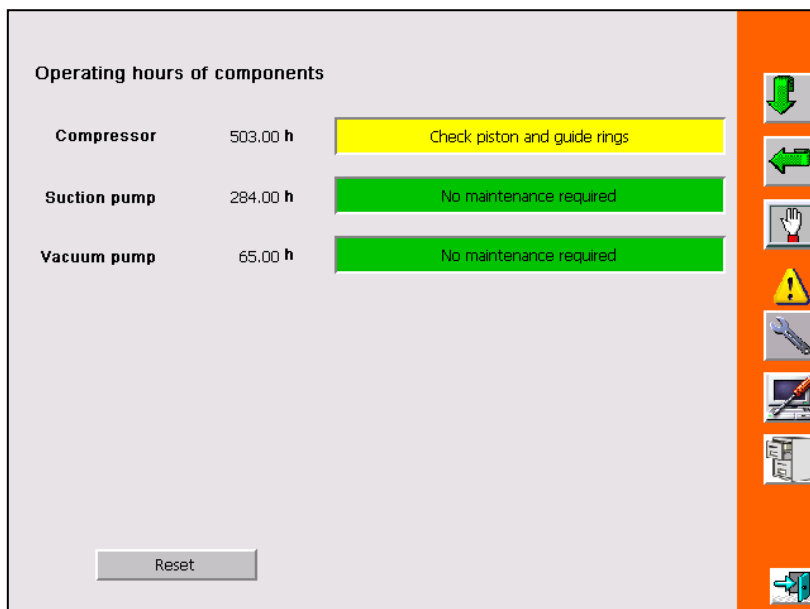 Operating hours of components
Compressor 503.00 h Check piston and guide rings
Suction pump 284.00 h No maintenance required
Vacuum pump 65.00 h No maintenance required
Reset